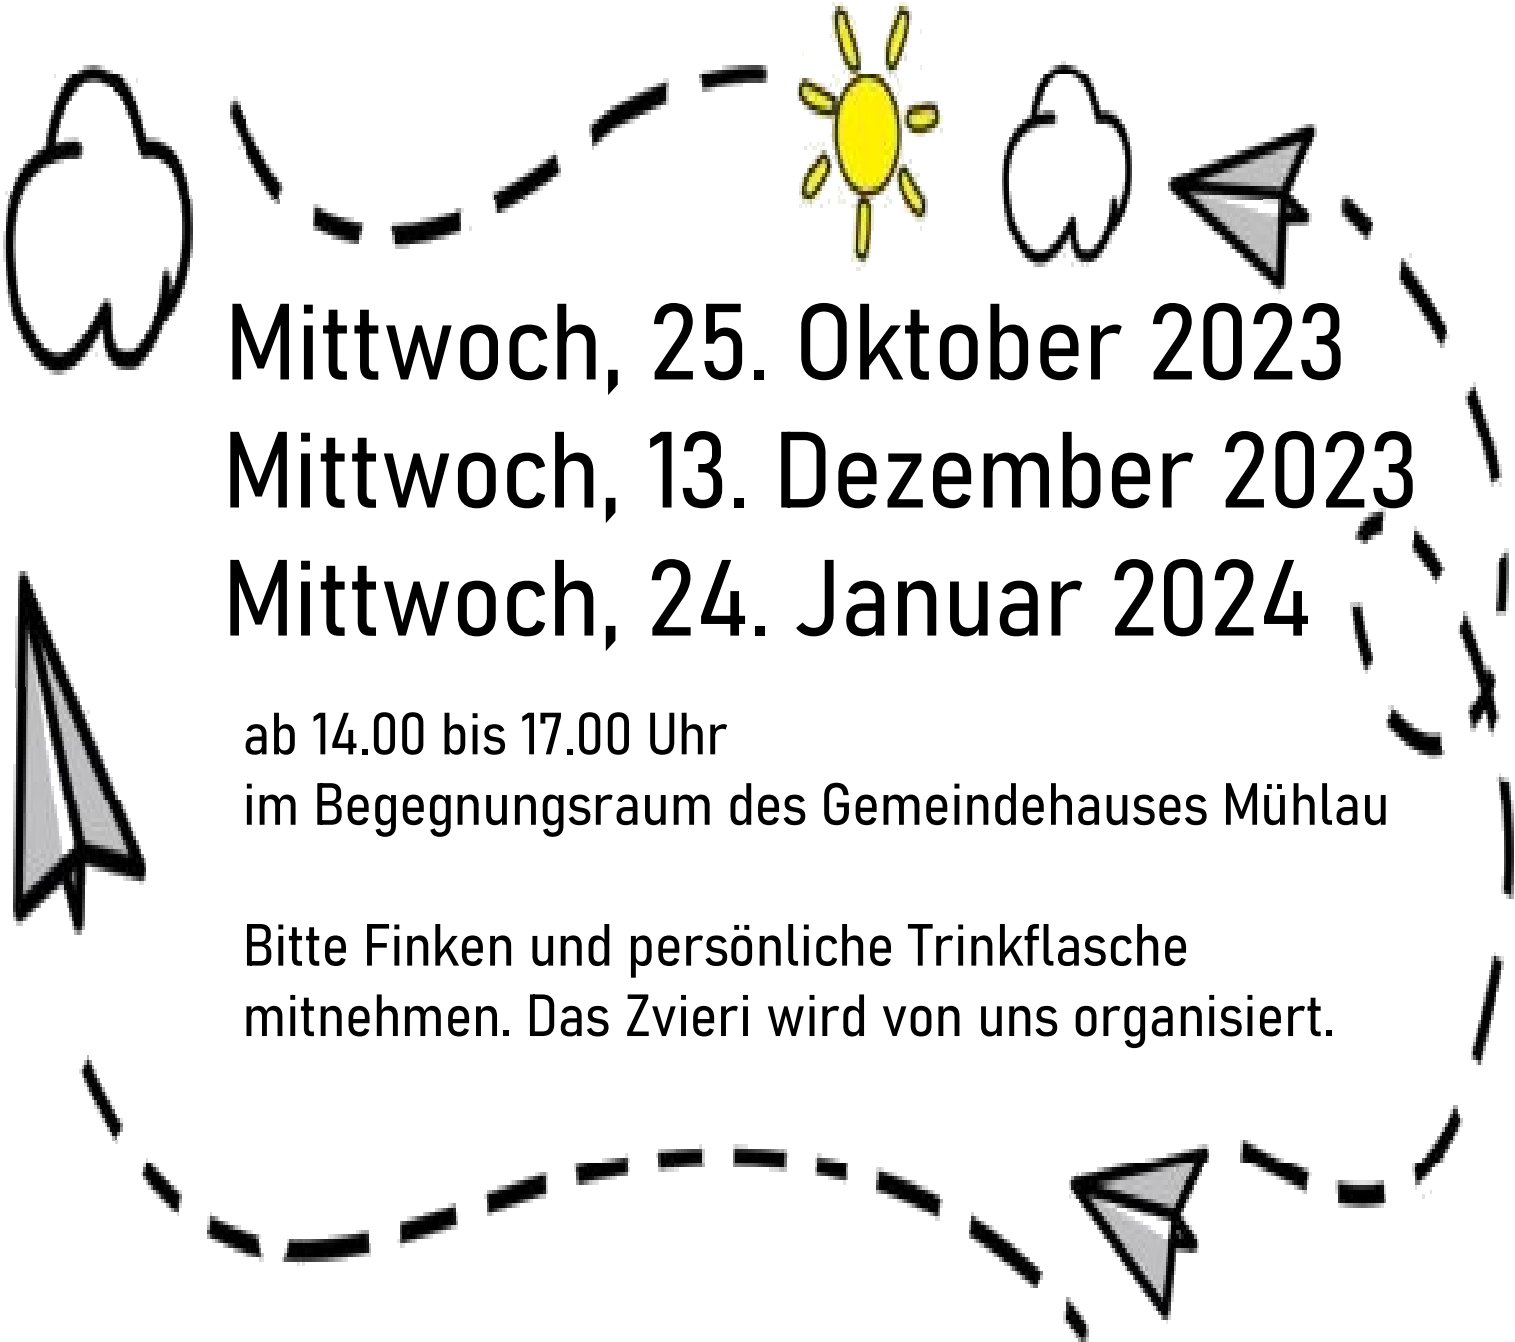 Mittwoch, 25. Oktober 2023
Mittwoch, 13. Dezember 2023
Mittwoch, 24. Januar 2024
ab 14.00 bis 17.00 Uhr
im Begegnungsraum des Gemeindehauses Mühlau
Bitte Finken und persönliche Trinkflasche
mitnehmen. Das Zvieri wird von uns organisiert.